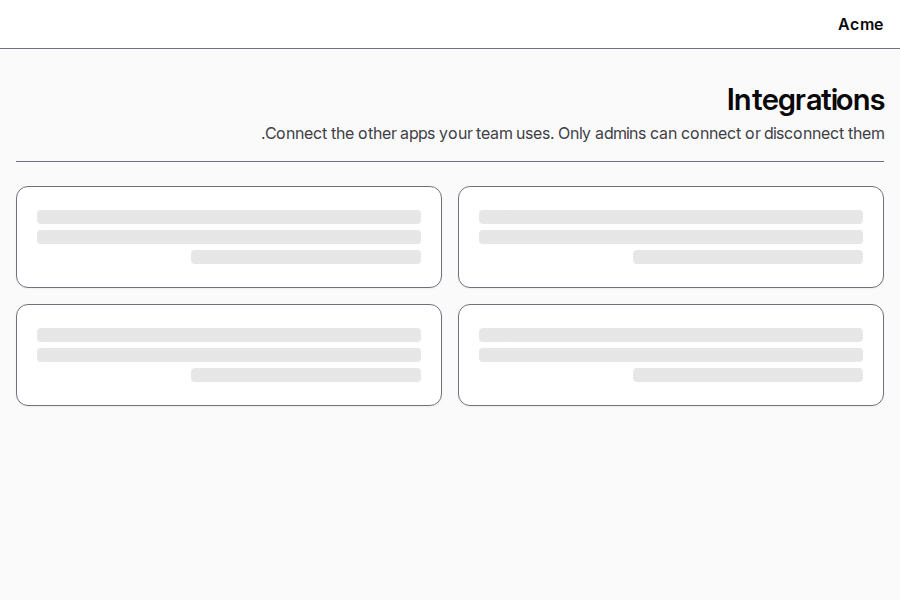 Acme
Integrations
Connect the other apps your team uses. Only admins can connect or disconnect them.